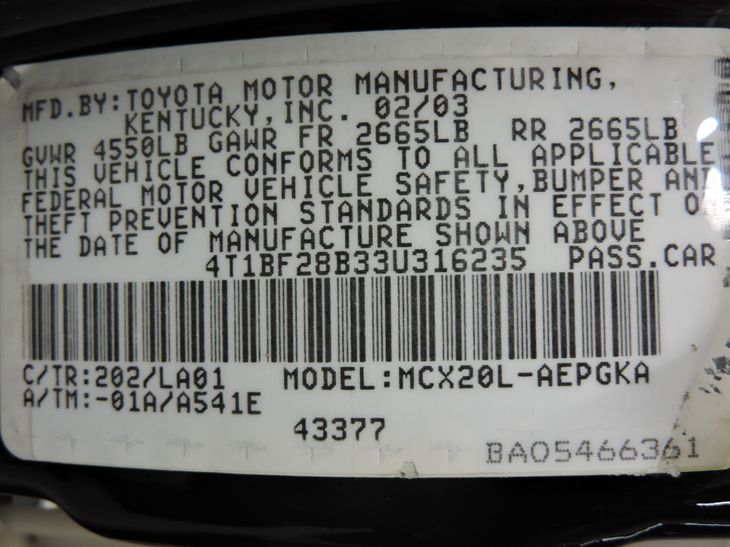 MFD.BY:TOYOTA MOTOR MANUFACTURING,
KENTUCKY,INC. 02/03
GVWR 4550LB GAWR FR 2665LB RR 2665LB
THIS VEHICLE CONFORMS TO ALL APPLICABLE
FEDERAL MOTOR VEHICLE SAFETY,BUMPER AND
THEFT PREVENTION STANDARDS IN EFFECT ON
THE DATE OF MANUFACTURE SHOWN ABOVE
4T1BF28B33U316235 PASS.CAR
C/TR:202/LA01 MODEL:MCX20L-AEPGKA
A/TM:-01A/A541E
43377
BA05466361